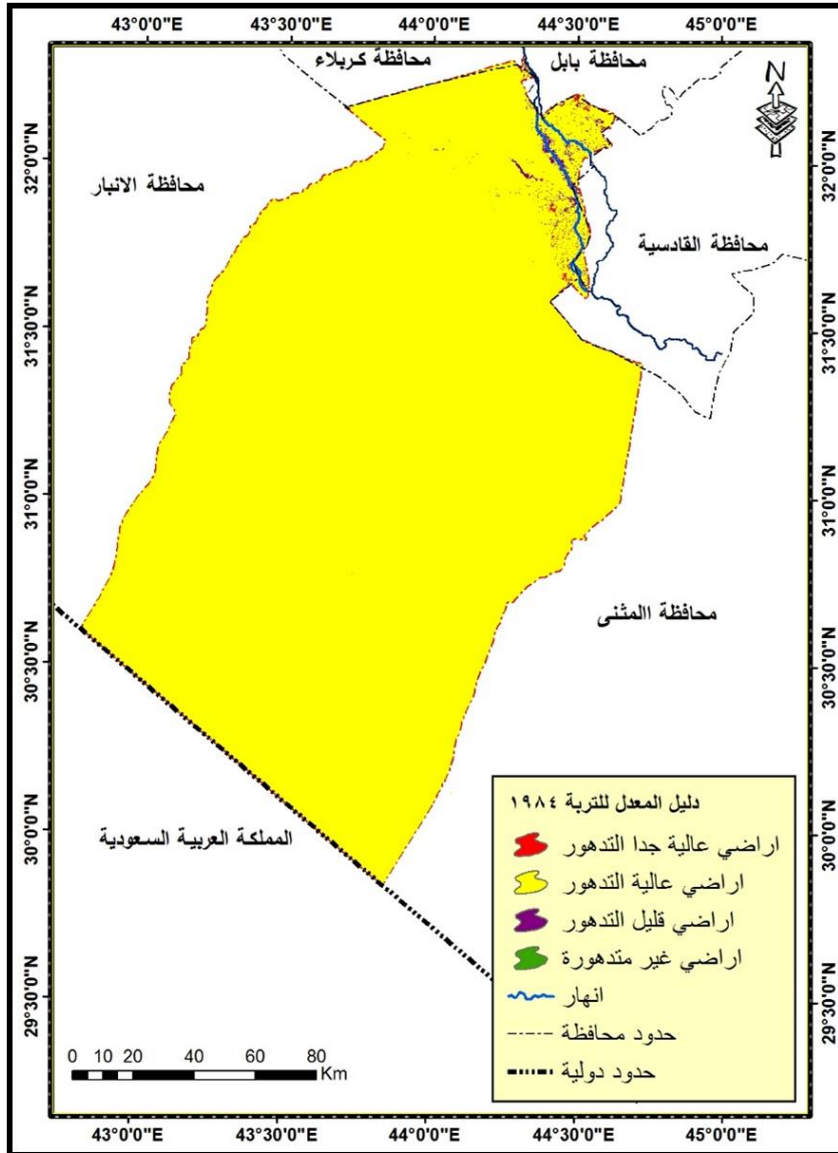 43°0'0"E 43°30'0"E 44°0'0"E 44°30'0"E 45°0'0"E
محافظة كربلاء
محافظة بابل
N
32°0'0"N
32°0'0"N
محافظة الانبار
محافظة القادسية
31°30'0"N
31°30'0"N
31°0'0"N
31°0'0"N
محافظة االمثنى
30°30'0"N
30°30'0"N
المملكة العربية السعودية
30°0'0"N
30°0'0"N
29°30'0"N
29°30'0"N
دليل المعدل للتربة ١٩٨٤
اراضي عالية جدا التدهور
اراضي عالية التدهور
اراضي قليل التدهور
اراضي غير متدهورة
انهار
حدود محافظة
حدود دولية
0 10 20 40 60 80
Km
43°0'0"E 43°30'0"E 44°0'0"E 44°30'0"E 45°0'0"E